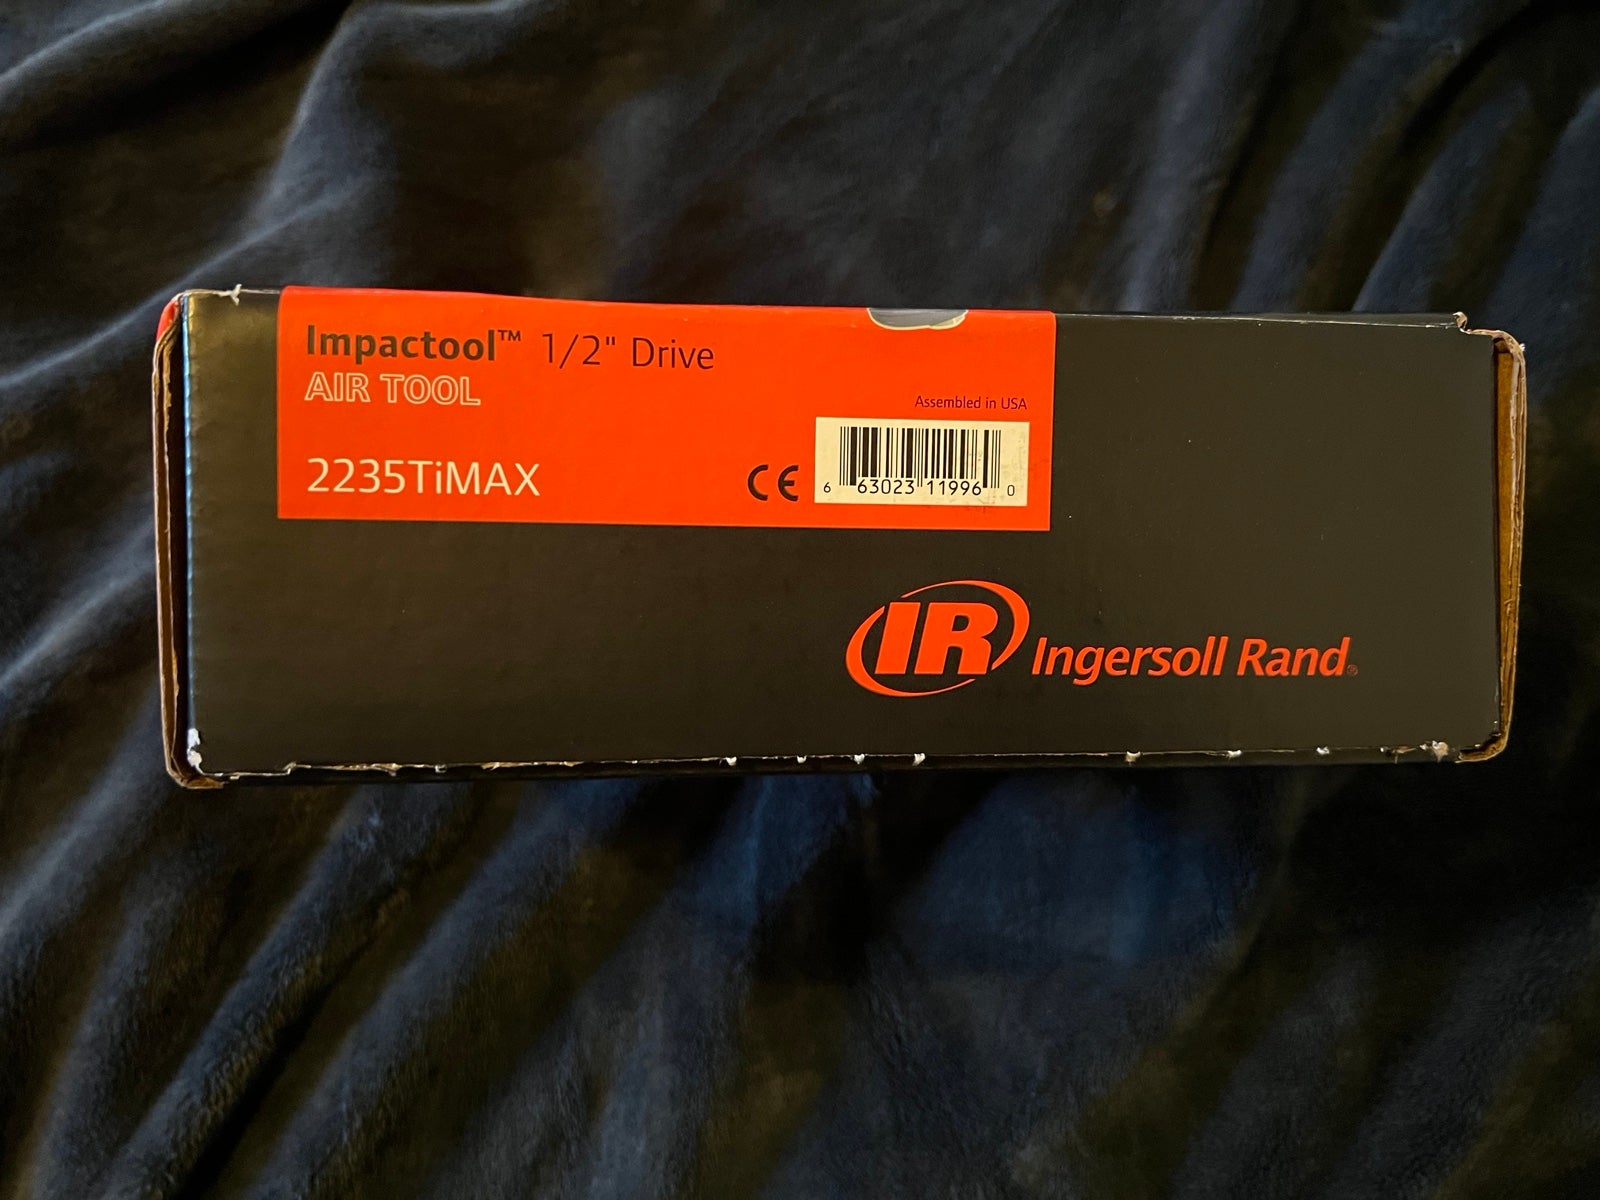 Impactool™ 1/2" Drive
AIR TOOL
Assembled in USA
2235TiMAX
CE
6 63023 11996 0
IR Ingersoll Rand®